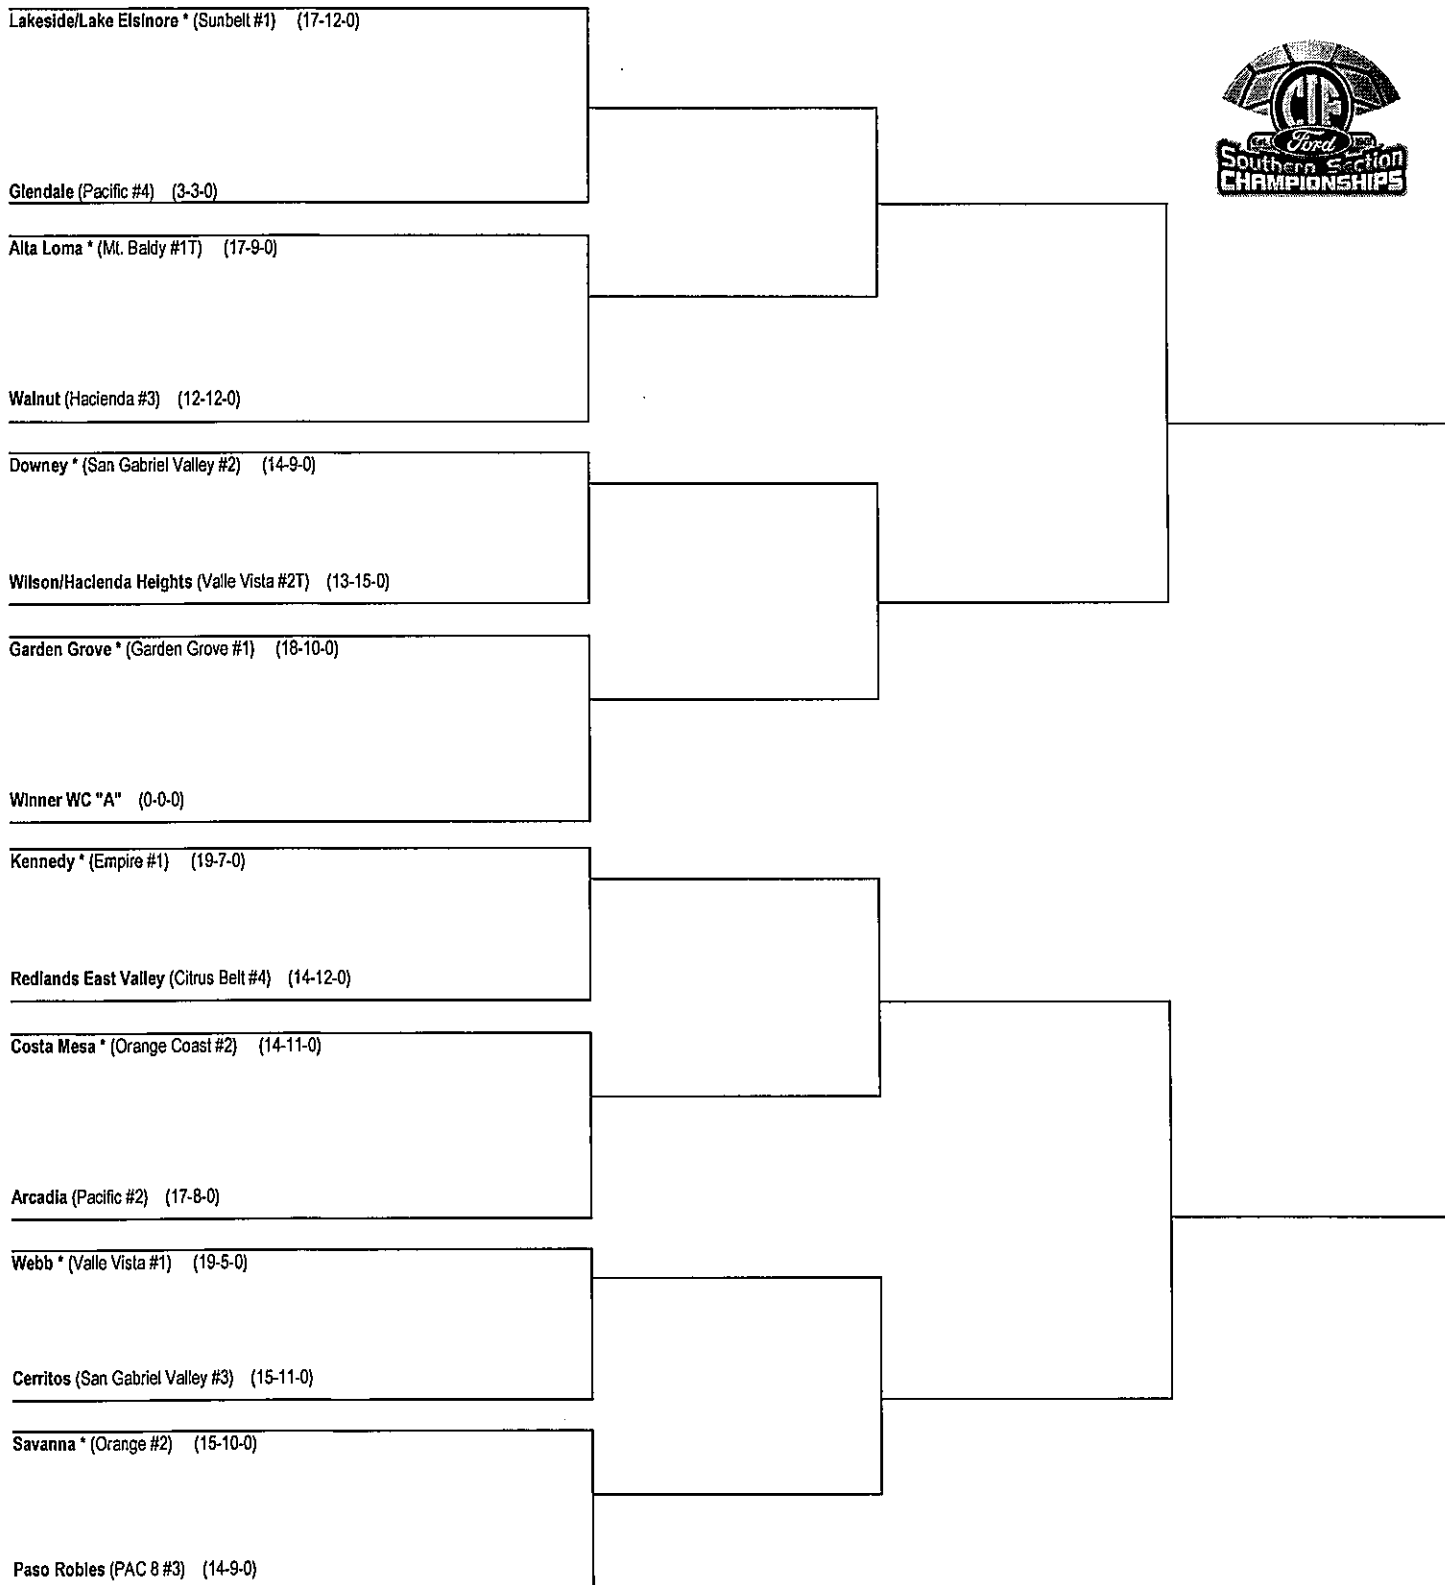 Lakeside/Lake Elsinore * (Sunbelt #1) (17-12-0)
CIF
Ford
Southern Section
CHAMPIONSHIPS
Glendale (Pacific #4) (3-3-0)
Alta Loma * (Mt. Baldy #1T) (17-9-0)
Walnut (Hacienda #3) (12-12-0)
Downey * (San Gabriel Valley #2) (14-9-0)
Wilson/Hacienda Heights (Valle Vista #2T) (13-15-0)
Garden Grove * (Garden Grove #1) (18-10-0)
Winner WC "A" (0-0-0)
Kennedy * (Empire #1) (19-7-0)
Redlands East Valley (Citrus Belt #4) (14-12-0)
Costa Mesa * (Orange Coast #2) (14-11-0)
Arcadia (Pacific #2) (17-8-0)
Webb * (Valle Vista #1) (19-5-0)
Cerritos (San Gabriel Valley #3) (15-11-0)
Savanna * (Orange #2) (15-10-0)
Paso Robles (PAC 8 #3) (14-9-0)